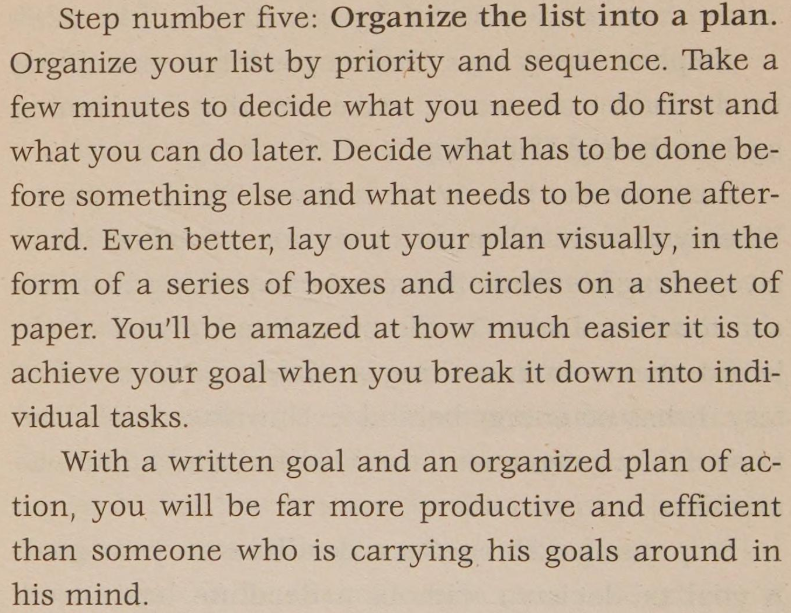 Step number five: Organize the list into a plan.
Organize your list by priority and sequence. Take a
few minutes to decide what you need to do first and
what you can do later. Decide what has to be done be-
fore something else and what needs to be done after-
ward. Even better, lay out your plan visually, in the
form of a series of boxes and circles on a sheet of
paper. You'll be amazed at how much easier it is to
achieve your goal when you break it down into indi-
vidual tasks.
With a written goal and an organized plan of ac-
tion, you will be far more productive and efficient
than someone who is carrying his goals around in
his mind.